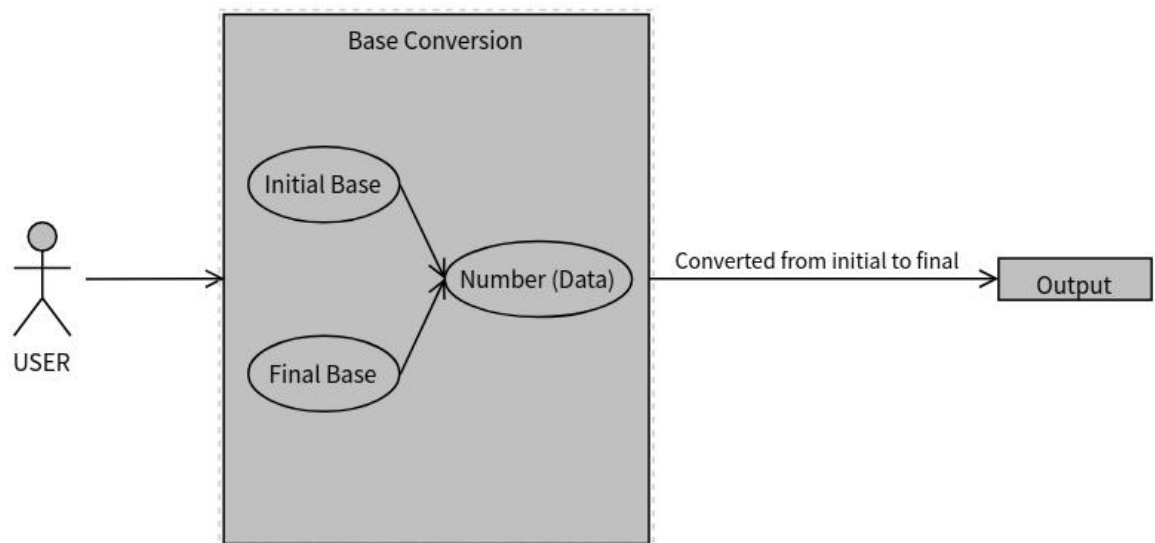 Base Conversion
Initial Base
Number (Data)
Final Base
USER
Converted from initial to final
Output